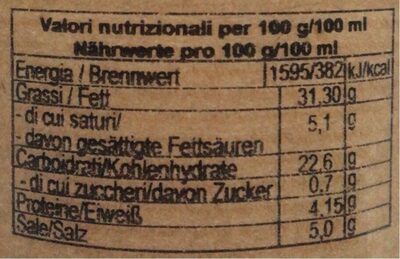 Valori nutrizionali per 100 g/100 ml
Nährwerte pro 100 g/100 ml
Energia / Brennwert 1595/382 kJ/kcal
Grassi / Fett 31,30 g
- di cui saturi/ 5,1 g
- davon gesättigte Fettsäuren
Carboidrati/Kohlenhydrate 22,6 g
- di cui zuccheri/davon Zucker 0,7 g
Proteine/Eiweiß 4,15 g
Sale/Salz 5,0 g